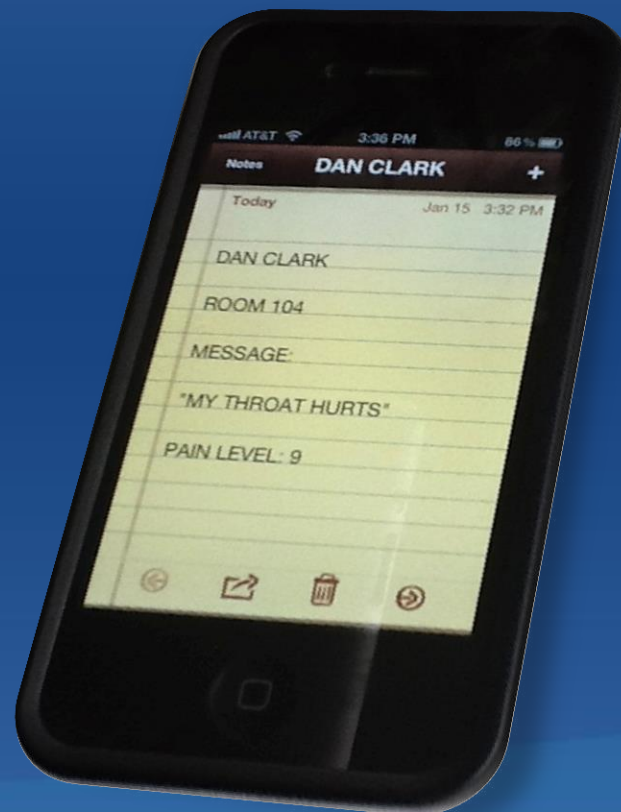 AT&T 3:36 PM 86%
Notes DAN CLARK +
Today Jan 15 3:32 PM
DAN CLARK
ROOM 104
MESSAGE:
"MY THROAT HURTS"
PAIN LEVEL: 9